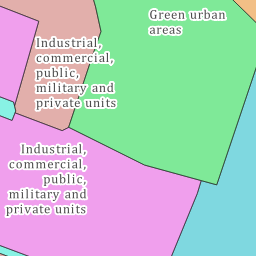 Green urban
areas
Industrial,
commercial,
public,
military and
private units
Industrial,
commercial,
public,
military and
private units